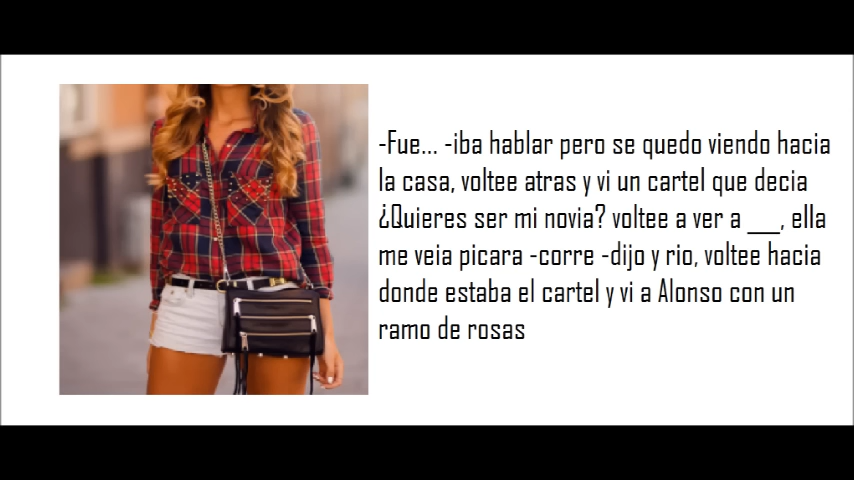 -Fue... -iba hablar pero se quedo viendo hacia
la casa, voltee atras y vi un cartel que decia
¿Quieres ser mi novia? voltee a ver a ___, ella
me veia picara -corre -dijo y rio, voltee hacia
donde estaba el cartel y vi a Alonso con un
ramo de rosas